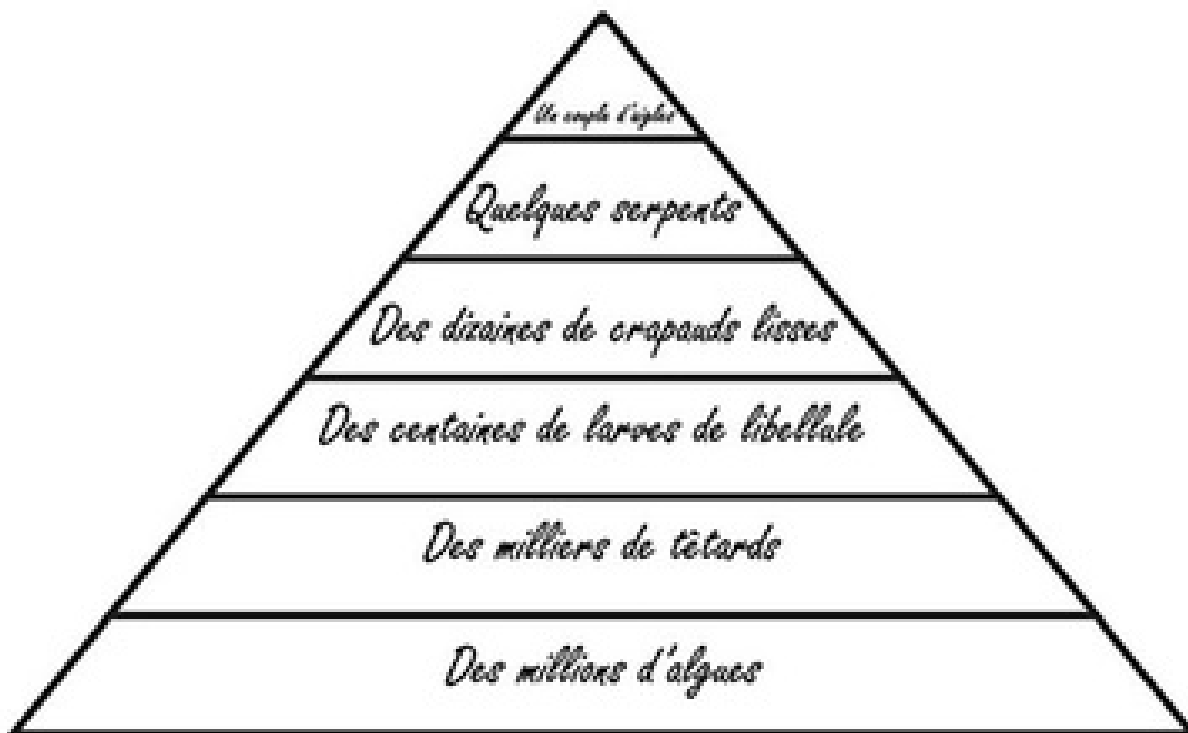 Un couple d'aigles
Quelques serpents
Des dizaines de crapauds lisses
Des centaines de larves de libellule
Des milliers de têtards
Des millions d'algues